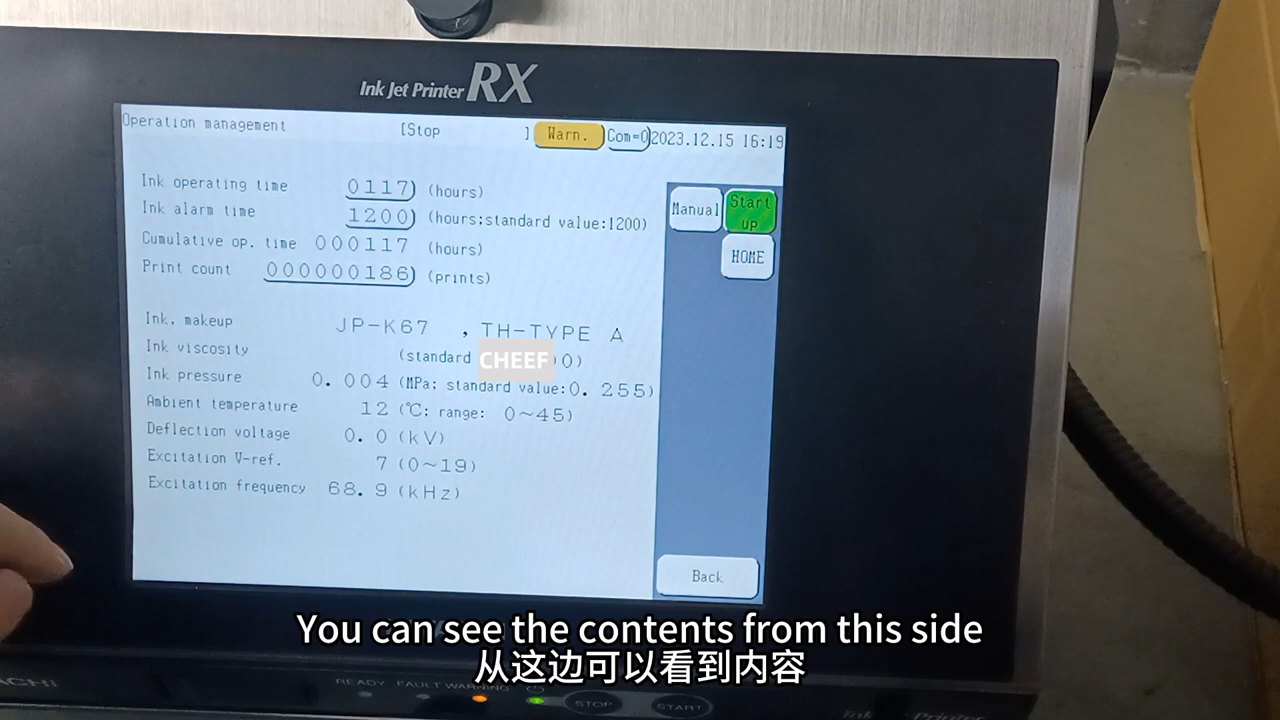 Ink Jet Printer RX
Operation management [Stop ] Warn. Com=0 2023.12.15 16:19
Ink operating time 0117 (hours)
Ink alarm time 1200 (hours:standard value:1200)
Cumulative op. time 000117 (hours)
Print count 000000186 (prints)
Manual Start up
HOME
Ink, makeup JP-K67 , TH-TYPE A
Ink viscosity (standard CHEEF 0)
Ink pressure 0.004 (MPa: standard value:0.255)
Ambient temperature 12 (℃: range: 0~45)
Deflection voltage 0.0 (kV)
Excitation V-ref. 7 (0~19)
Excitation frequency 68.9 (kHz)
Back
You can see the contents from this side
从这边可以看到内容
READY FAULT WARNING STOP START